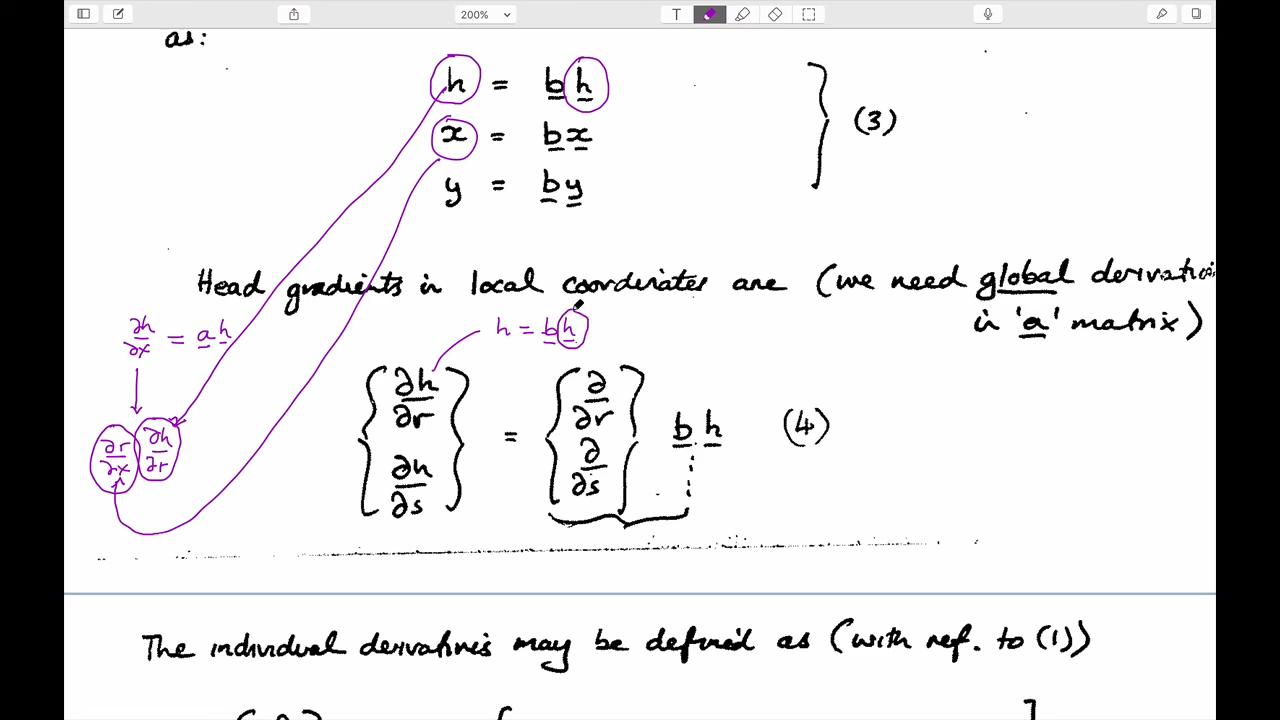 200%
T
as:
h = b h
x = b x } (3)
y = b y
Head gradients in local coordinates are (we need global
in 'a' matrix)
h = b h
∂h/∂x = a h
∂r/∂x ∂h/∂r
{ ∂h/∂r ∂h/∂s } = { ∂/∂r ∂/∂s } b h (4)
The individual derivatives may be defined as (with ref. to (1))